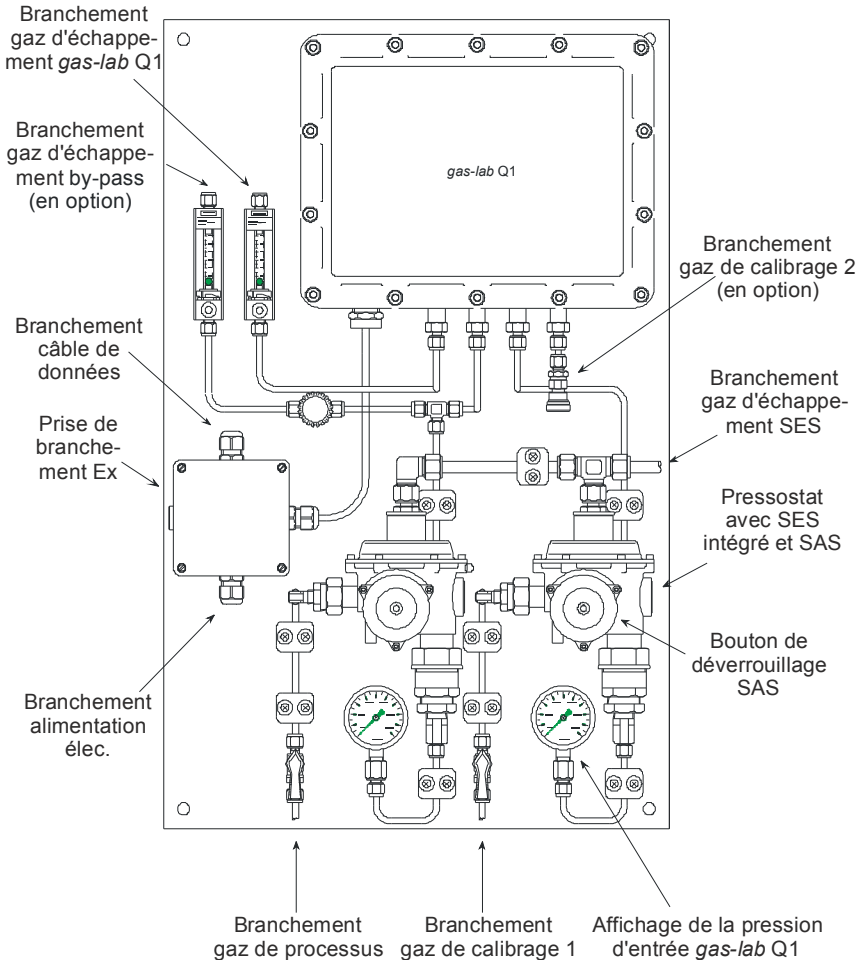 Branchement
gaz d'échappe-
ment gas-lab Q1
Branchement
gaz d'échappe-
ment by-pass
(en option)
gas-lab Q1
Branchement
gaz de calibrage 2
(en option)
Branchement
câble de
données
Branchement
gaz d'échappe-
ment SES
Prise de
branche-
ment Ex
Pressostat
avec SES
intégré et SAS
Bouton de
déverrouillage
SAS
Branchement
alimentation
élec.
Branchement
gaz de processus
Branchement
gaz de calibrage 1
Affichage de la pression
d'entrée gas-lab Q1